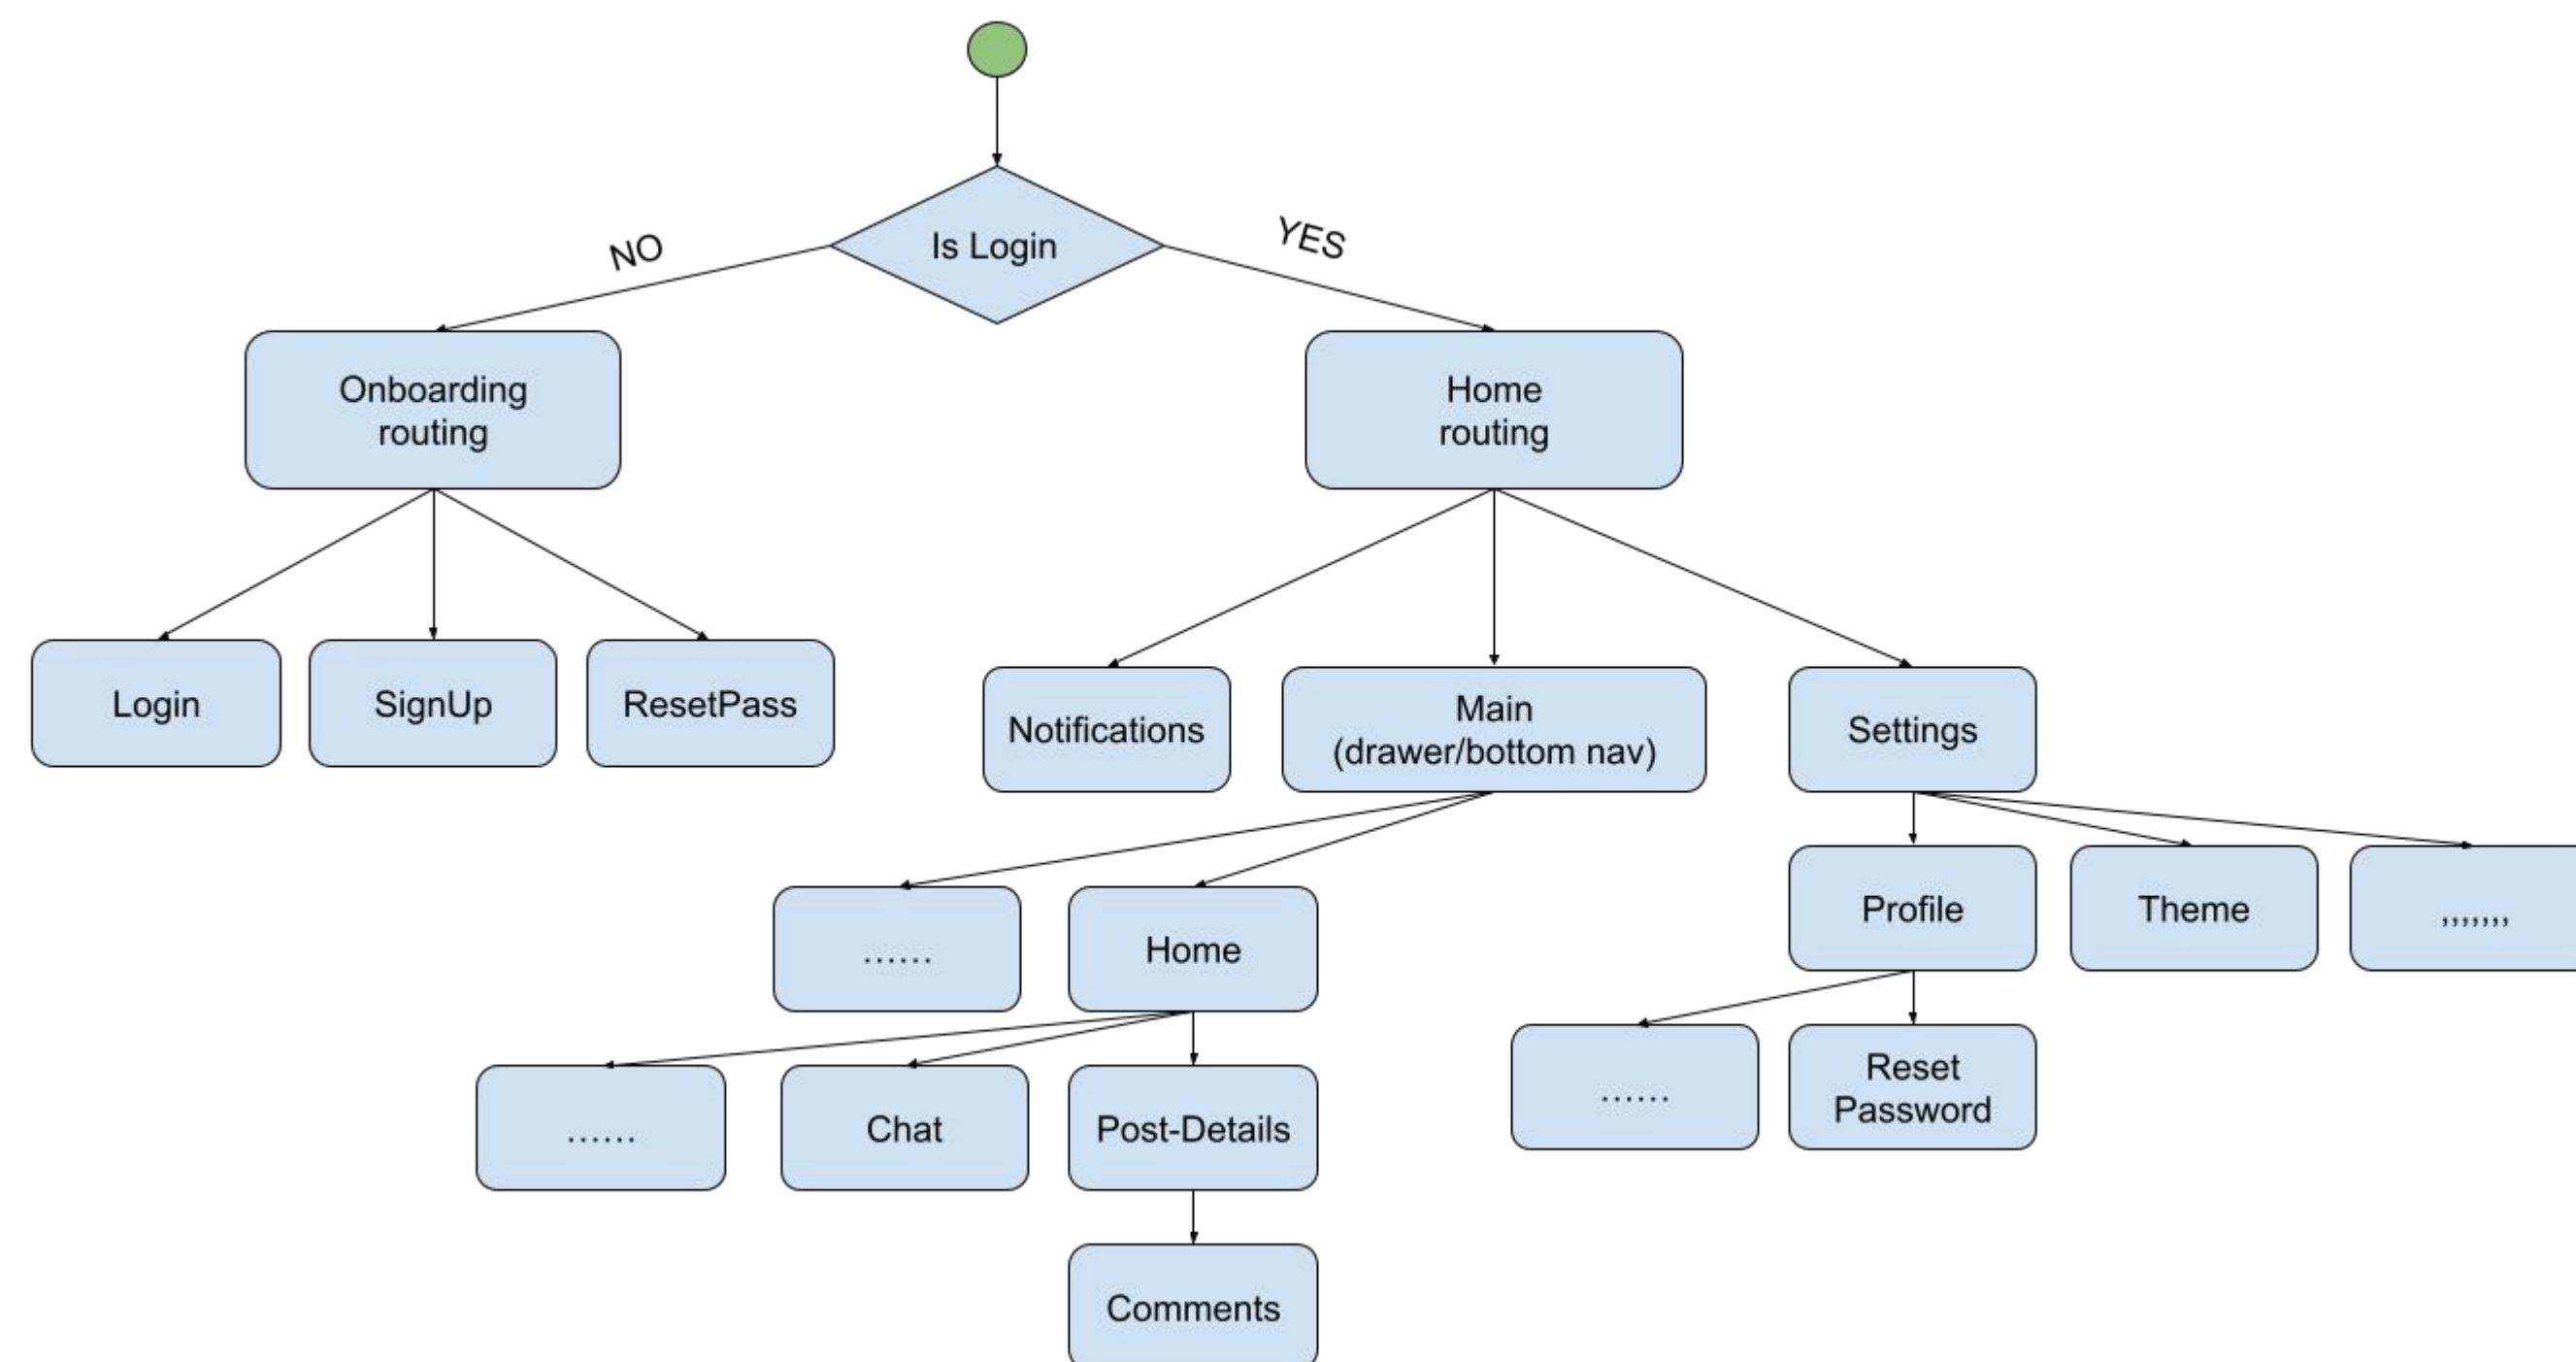 Is Login
NO
YES
Onboarding
routing
Home
routing
Login
SignUp
ResetPass
Notifications
Main
(drawer/bottom nav)
Settings
......
Home
Profile
Theme
,,,,,,,
......
Chat
Post-Details
......
Reset
Password
Comments